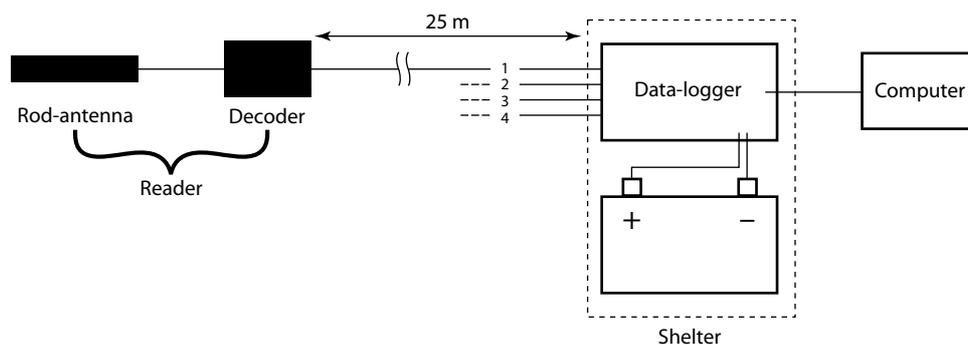 25 m
Rod-antenna
Decoder
Reader
1
2
3
4
Data-logger
Computer
+ −
Shelter